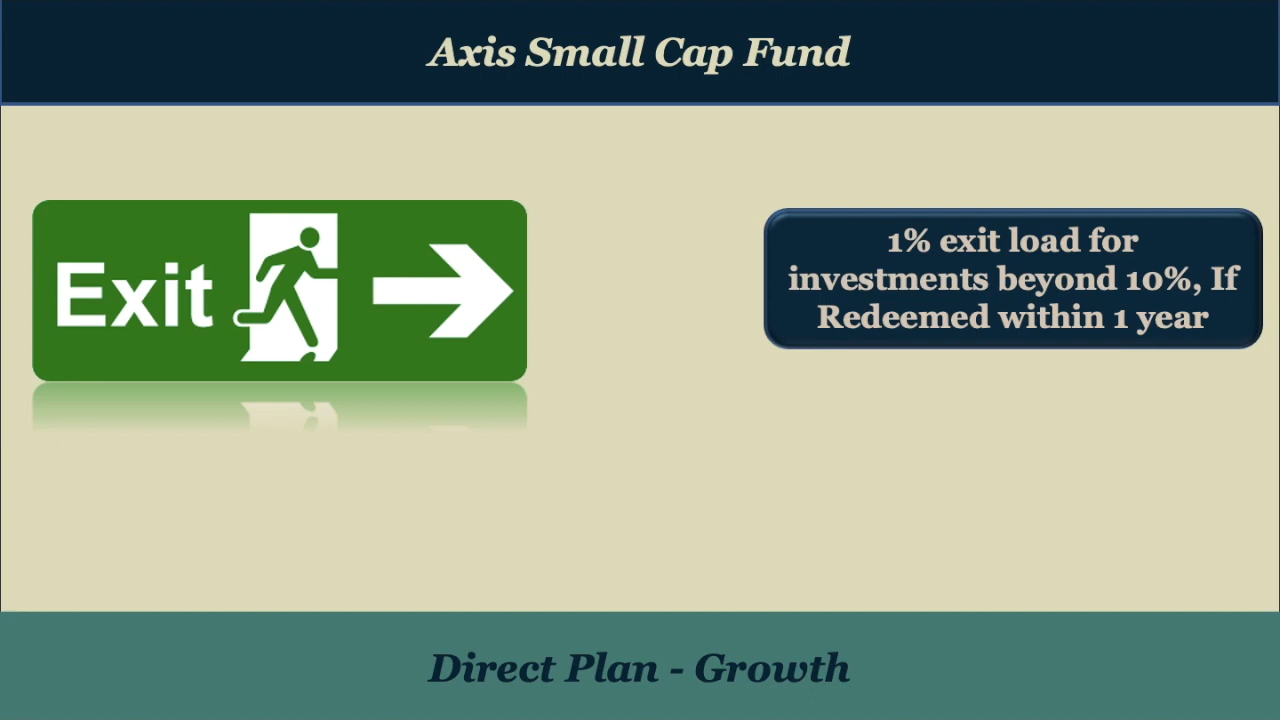 Axis Small Cap Fund
Exit
1% exit load for
investments beyond 10%, If
Redeemed within 1 year
Direct Plan - Growth